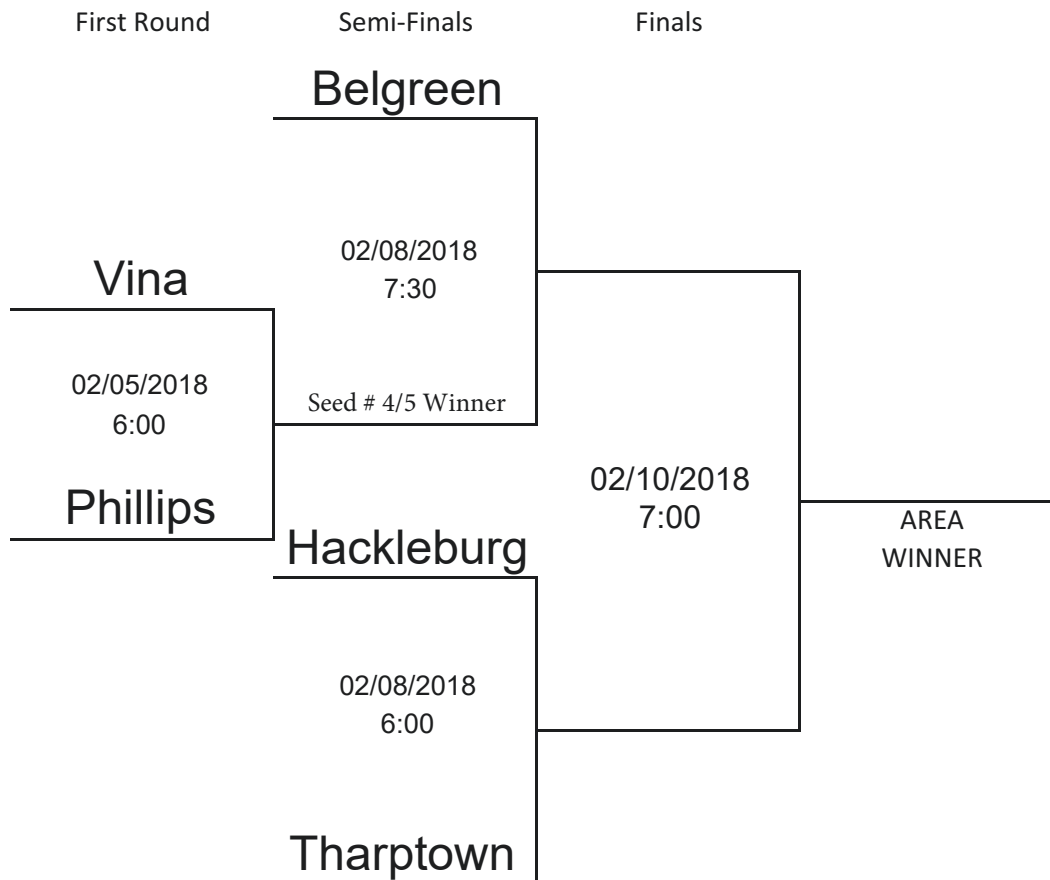 First Round
Semi-Finals
Finals
Belgreen
02/08/2018
7:30
Vina
02/05/2018
6:00
Seed # 4/5 Winner
Phillips
Hackleburg
02/10/2018
7:00
AREA
WINNER
02/08/2018
6:00
Tharptown